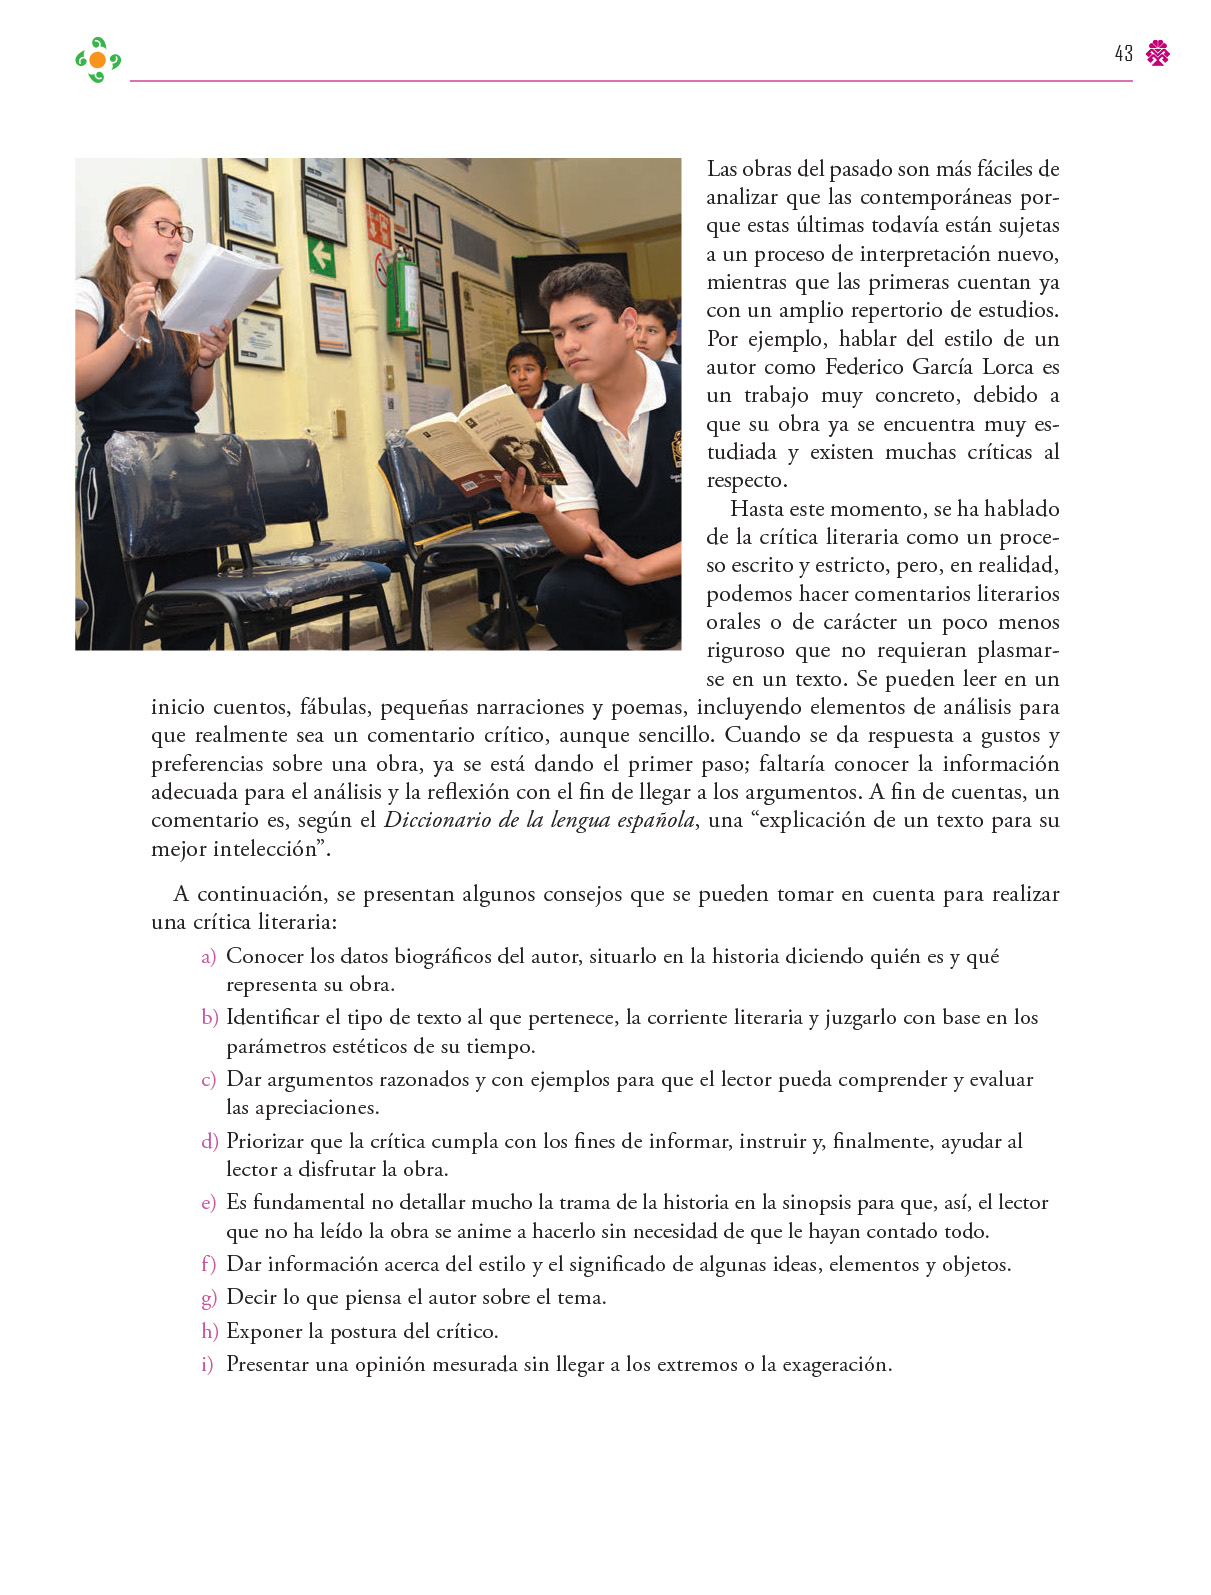 43
Las obras del pasado son más fáciles de
analizar que las contemporáneas por-
que estas últimas todavía están sujetas
a un proceso de interpretación nuevo,
mientras que las primeras cuentan ya
con un amplio repertorio de estudios.
Por ejemplo, hablar del estilo de un
autor como Federico García Lorca es
un trabajo muy concreto, debido a
que su obra ya se encuentra muy es-
tudiada y existen muchas críticas al
respecto.
Hasta este momento, se ha hablado
de la crítica literaria como un proce-
so escrito y estricto, pero, en realidad,
podemos hacer comentarios literarios
orales o de carácter un poco menos
riguroso que no requieran plasmar-
se en un texto. Se pueden leer en un
inicio cuentos, fábulas, pequeñas narraciones y poemas, incluyendo elementos de análisis para
que realmente sea un comentario crítico, aunque sencillo. Cuando se da respuesta a gustos y
preferencias sobre una obra, ya se está dando el primer paso; faltaría conocer la información
adecuada para el análisis y la reflexión con el fin de llegar a los argumentos. A fin de cuentas, un
comentario es, según el Diccionario de la lengua española, una “explicación de un texto para su
mejor intelección”.
A continuación, se presentan algunos consejos que se pueden tomar en cuenta para realizar
una crítica literaria:
a) Conocer los datos biográficos del autor, situarlo en la historia diciendo quién es y qué
representa su obra.
b) Identificar el tipo de texto al que pertenece, la corriente literaria y juzgarlo con base en los
parámetros estéticos de su tiempo.
c) Dar argumentos razonados y con ejemplos para que el lector pueda comprender y evaluar
las apreciaciones.
d) Priorizar que la crítica cumpla con los fines de informar, instruir y, finalmente, ayudar al
lector a disfrutar la obra.
e) Es fundamental no detallar mucho la trama de la historia en la sinopsis para que, así, el lector
que no ha leído la obra se anime a hacerlo sin necesidad de que le hayan contado todo.
f) Dar información acerca del estilo y el significado de algunas ideas, elementos y objetos.
g) Decir lo que piensa el autor sobre el tema.
h) Exponer la postura del crítico.
i) Presentar una opinión mesurada sin llegar a los extremos o la exageración.